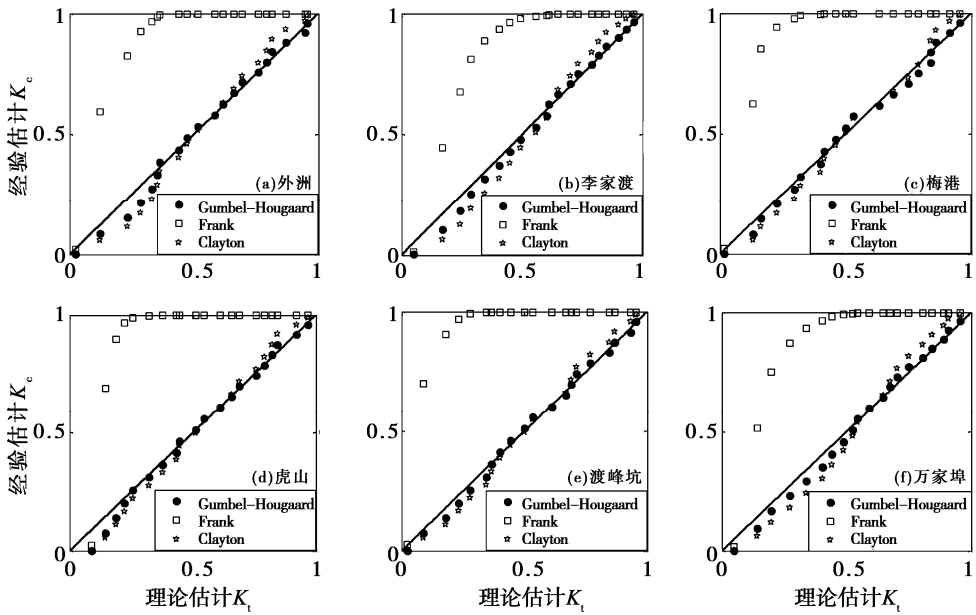 1
0.5
0
经验估计Kc
(a)外洲
Gumbel-Hougaard
Frank
Clayton
0
0.5
1
1
0.5
0
(b)李家渡
Gumbel-Hougaard
Frank
Clayton
0
0.5
1
1
0.5
0
(c)梅港
Gumbel-Hougaard
Frank
Clayton
0
0.5
1
1
0.5
0
经验估计Kc
(d)虎山
Gumbel-Hougaard
Frank
Clayton
0
0.5
1
理论估计Kt
1
0.5
0
(e)渡峰坑
Gumbel-Hougaard
Frank
Clayton
0
0.5
1
理论估计Kt
1
0.5
0
(f)万家埠
Gumbel-Hougaard
Frank
Clayton
0
0.5
1
理论估计Kt